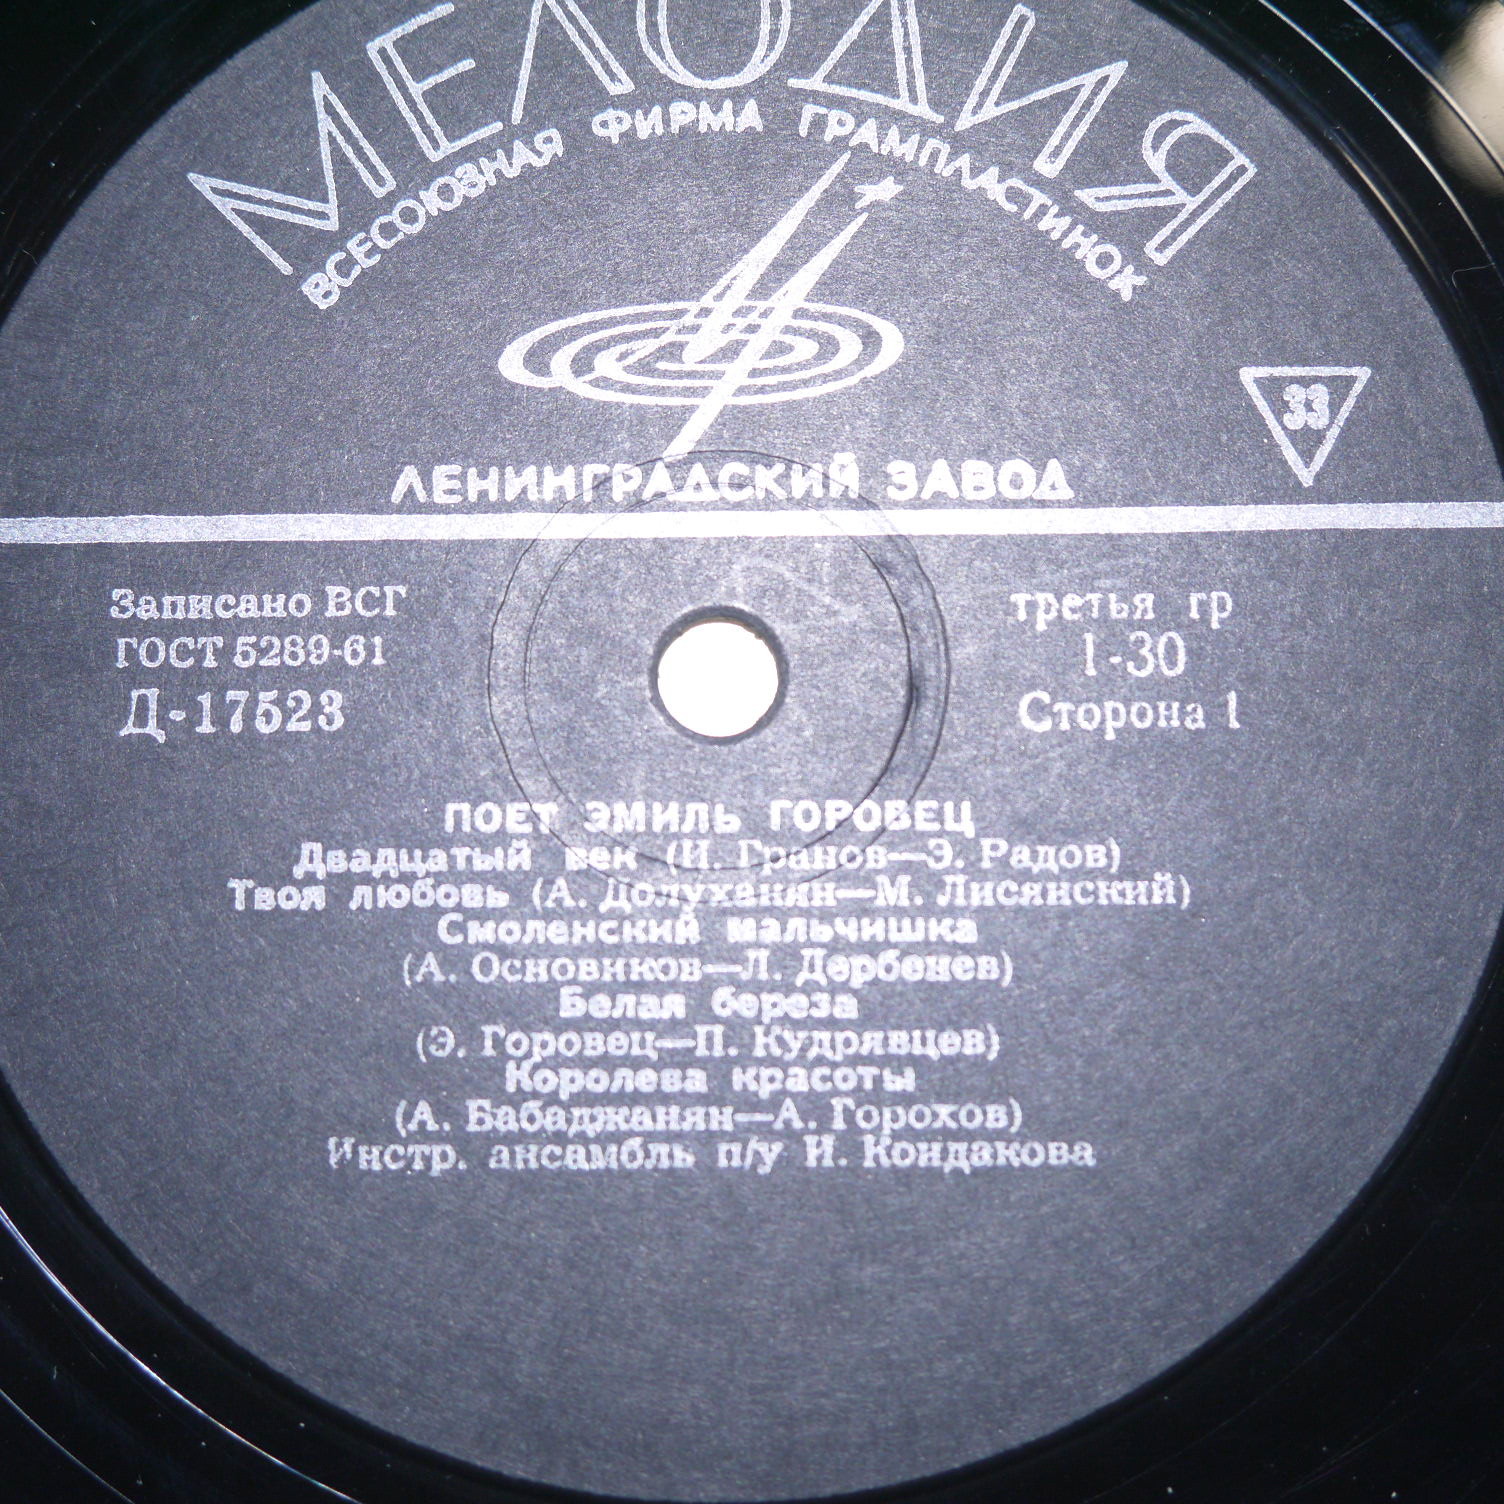 МЕЛОДИЯ
ВСЕСОЮЗНАЯ ФИРМА ГРАМПЛАСТИНОК
33
ЛЕНИНГРАДСКИЙ ЗАВОД
Записано ВСГ
ГОСТ 5289-61
Д-17523
третья гр
1-30
Сторона 1
ПОЕТ ЭМИЛЬ ГОРОВЕЦ
Двадцатый век (И. Гранов—Э. Радов)
Твоя любовь (А. Долуханян—М. Лисянский)
Смоленский мальчишка
(А. Основиков—Л. Дербенев)
Белая береза
(Э. Горовец—П. Кудрявцев)
Королева красоты
(А. Бабаджанян—А. Горохов)
Инстр. ансамбль п/у И. Кондакова